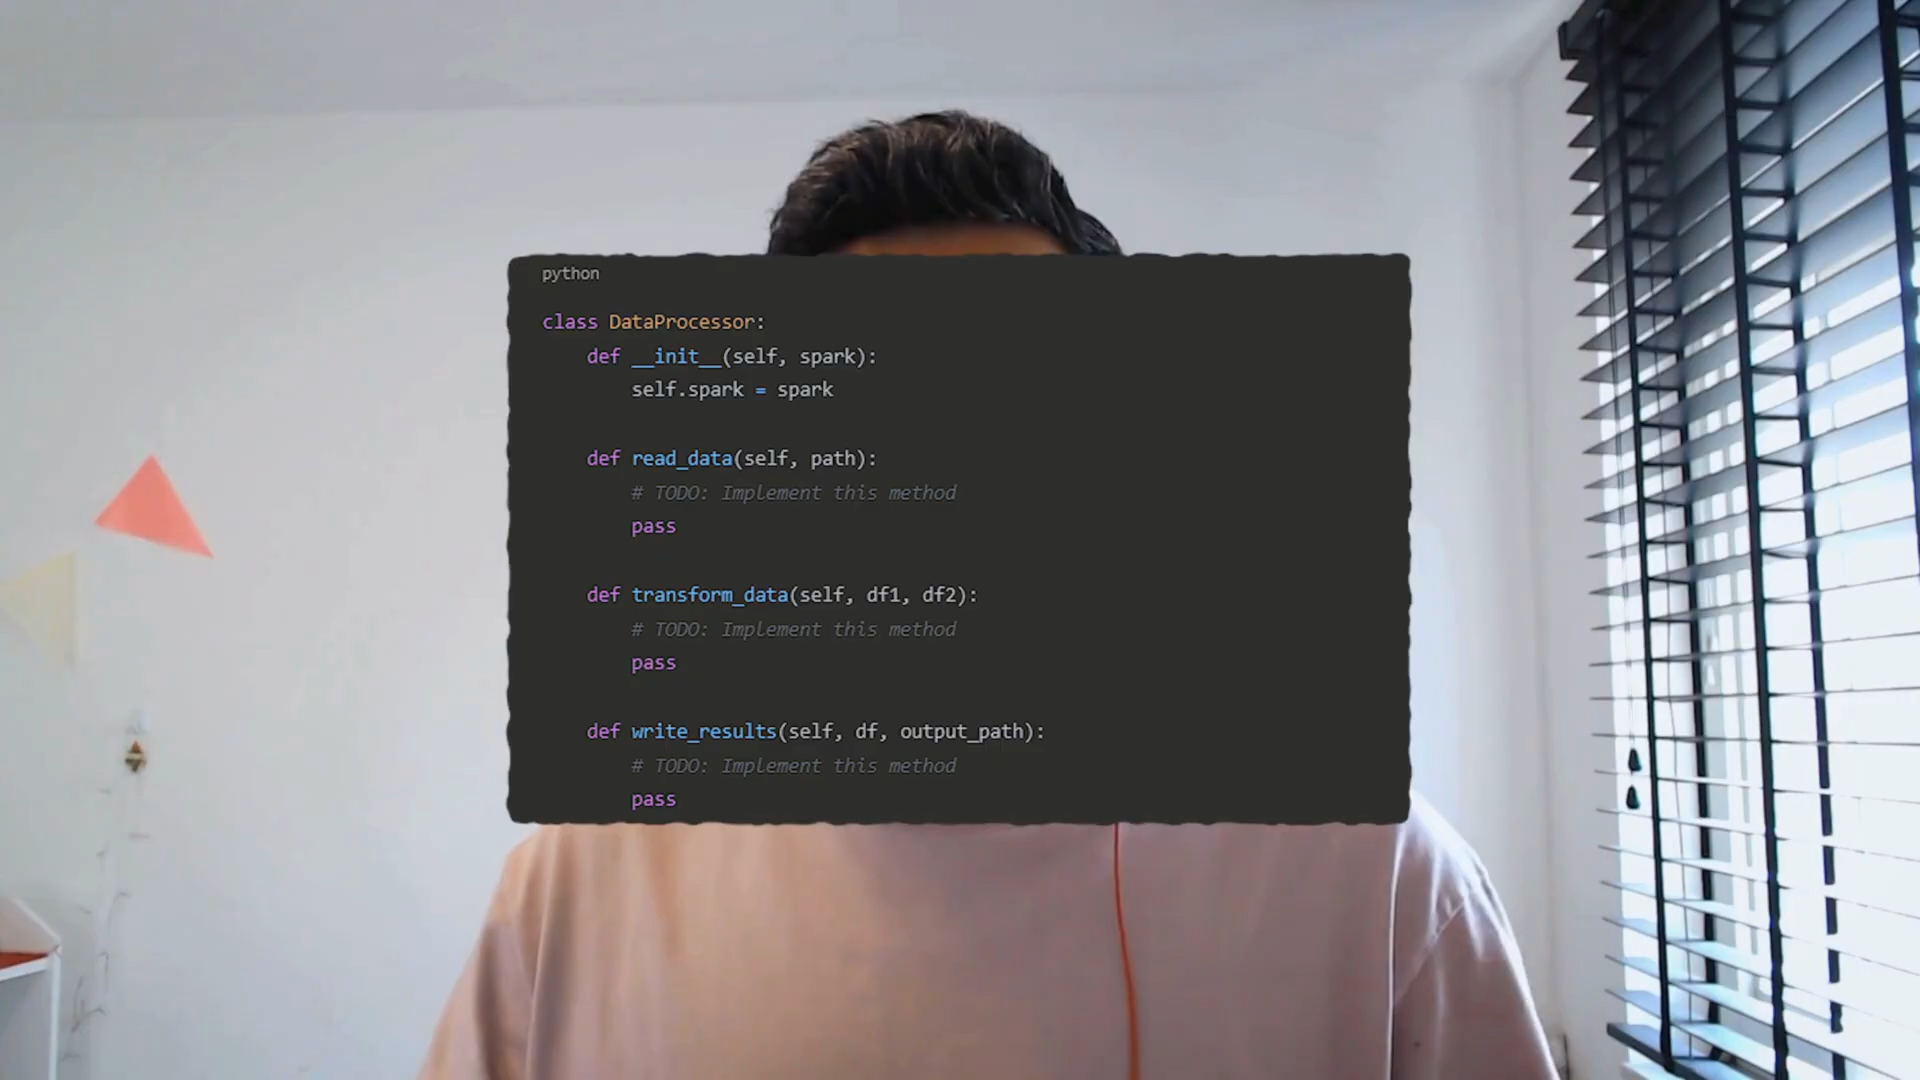 python
class DataProcessor:
    def __init__(self, spark):
        self.spark = spark
    def read_data(self, path):
        # TODO: Implement this method
        pass
    def transform_data(self, df1, df2):
        # TODO: Implement this method
        pass
    def write_results(self, df, output_path):
        # TODO: Implement this method
        pass